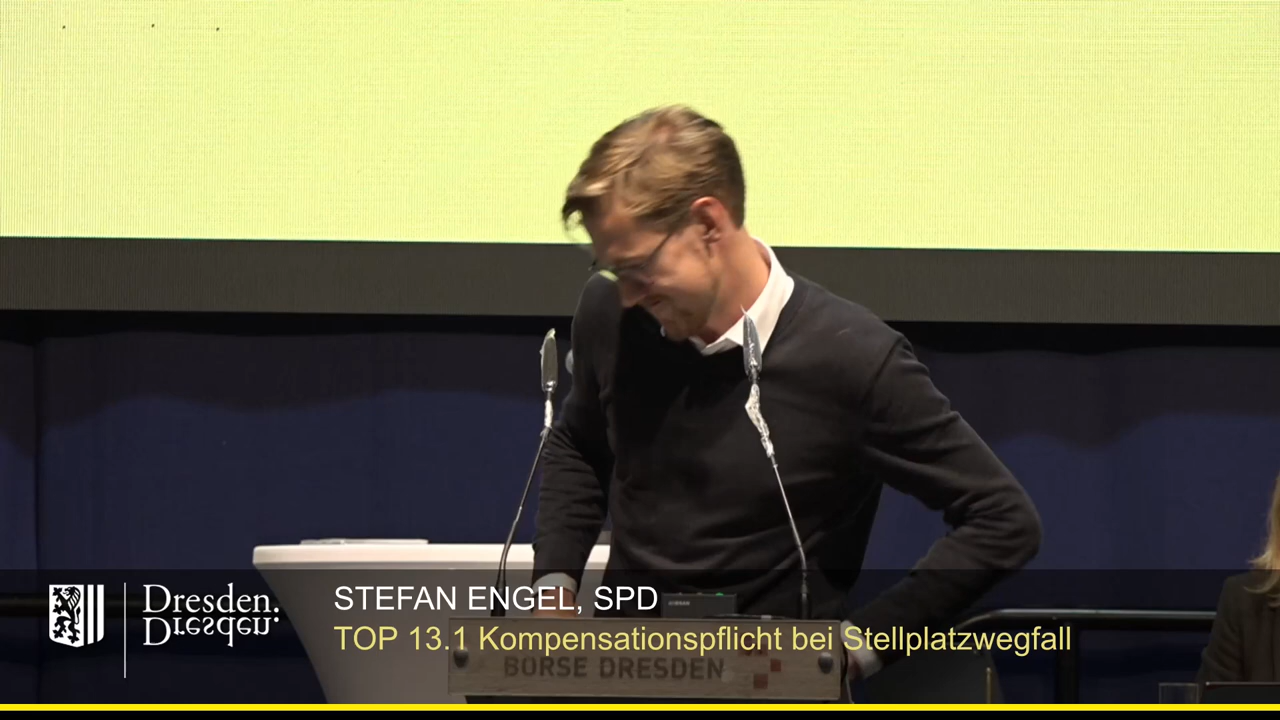 Dresden.
Dresden.
STEFAN ENGEL, SPD
TOP 13.1 Kompensationspflicht bei Stellplatzwegfall
BÖRSE DRESDEN